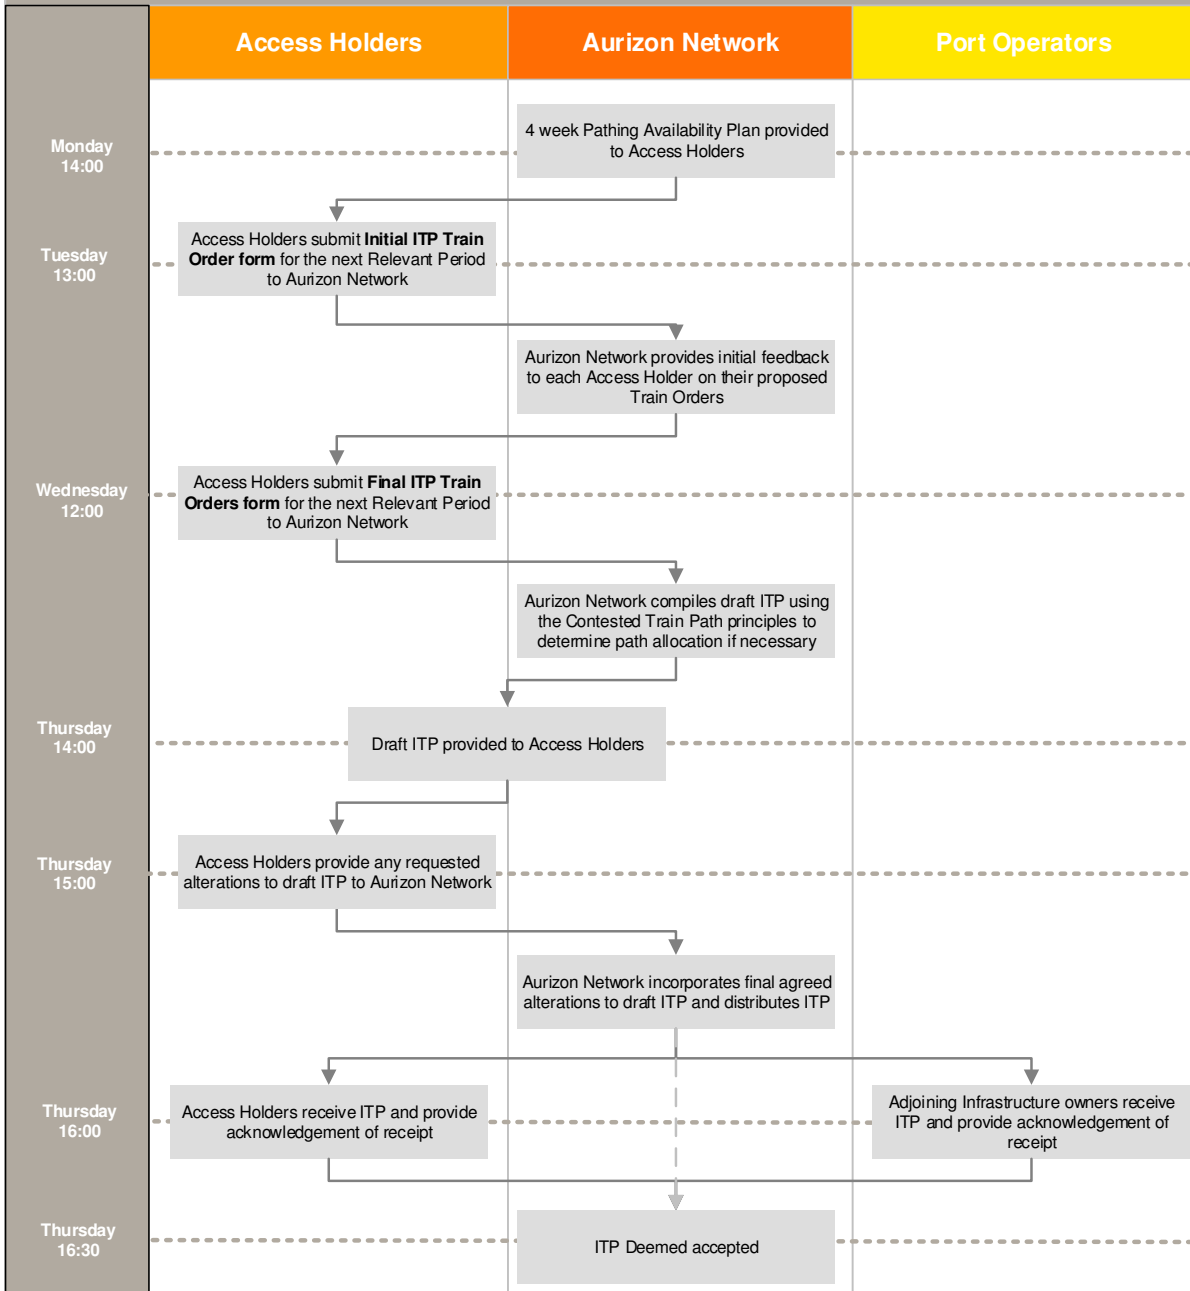 Access Holders
Aurizon Network
Port Operators
Monday
14:00
4 week Pathing Availability Plan provided
to Access Holders
Tuesday
13:00
Access Holders submit Initial ITP Train
Order form for the next Relevant Period
to Aurizon Network
Aurizon Network provides initial feedback
to each Access Holder on their proposed
Train Orders
Wednesday
12:00
Access Holders submit Final ITP Train
Orders form for the next Relevant Period
to Aurizon Network
Aurizon Network compiles draft ITP using
the Contested Train Path principles to
determine path allocation if necessary
Thursday
14:00
Draft ITP provided to Access Holders
Thursday
15:00
Access Holders provide any requested
alterations to draft ITP to Aurizon Network
Aurizon Network incorporates final agreed
alterations to draft ITP and distributes ITP
Thursday
16:00
Access Holders receive ITP and provide
acknowledgement of receipt
Adjoining Infrastructure owners receive
ITP and provide acknowledgement of
receipt
Thursday
16:30
ITP Deemed accepted